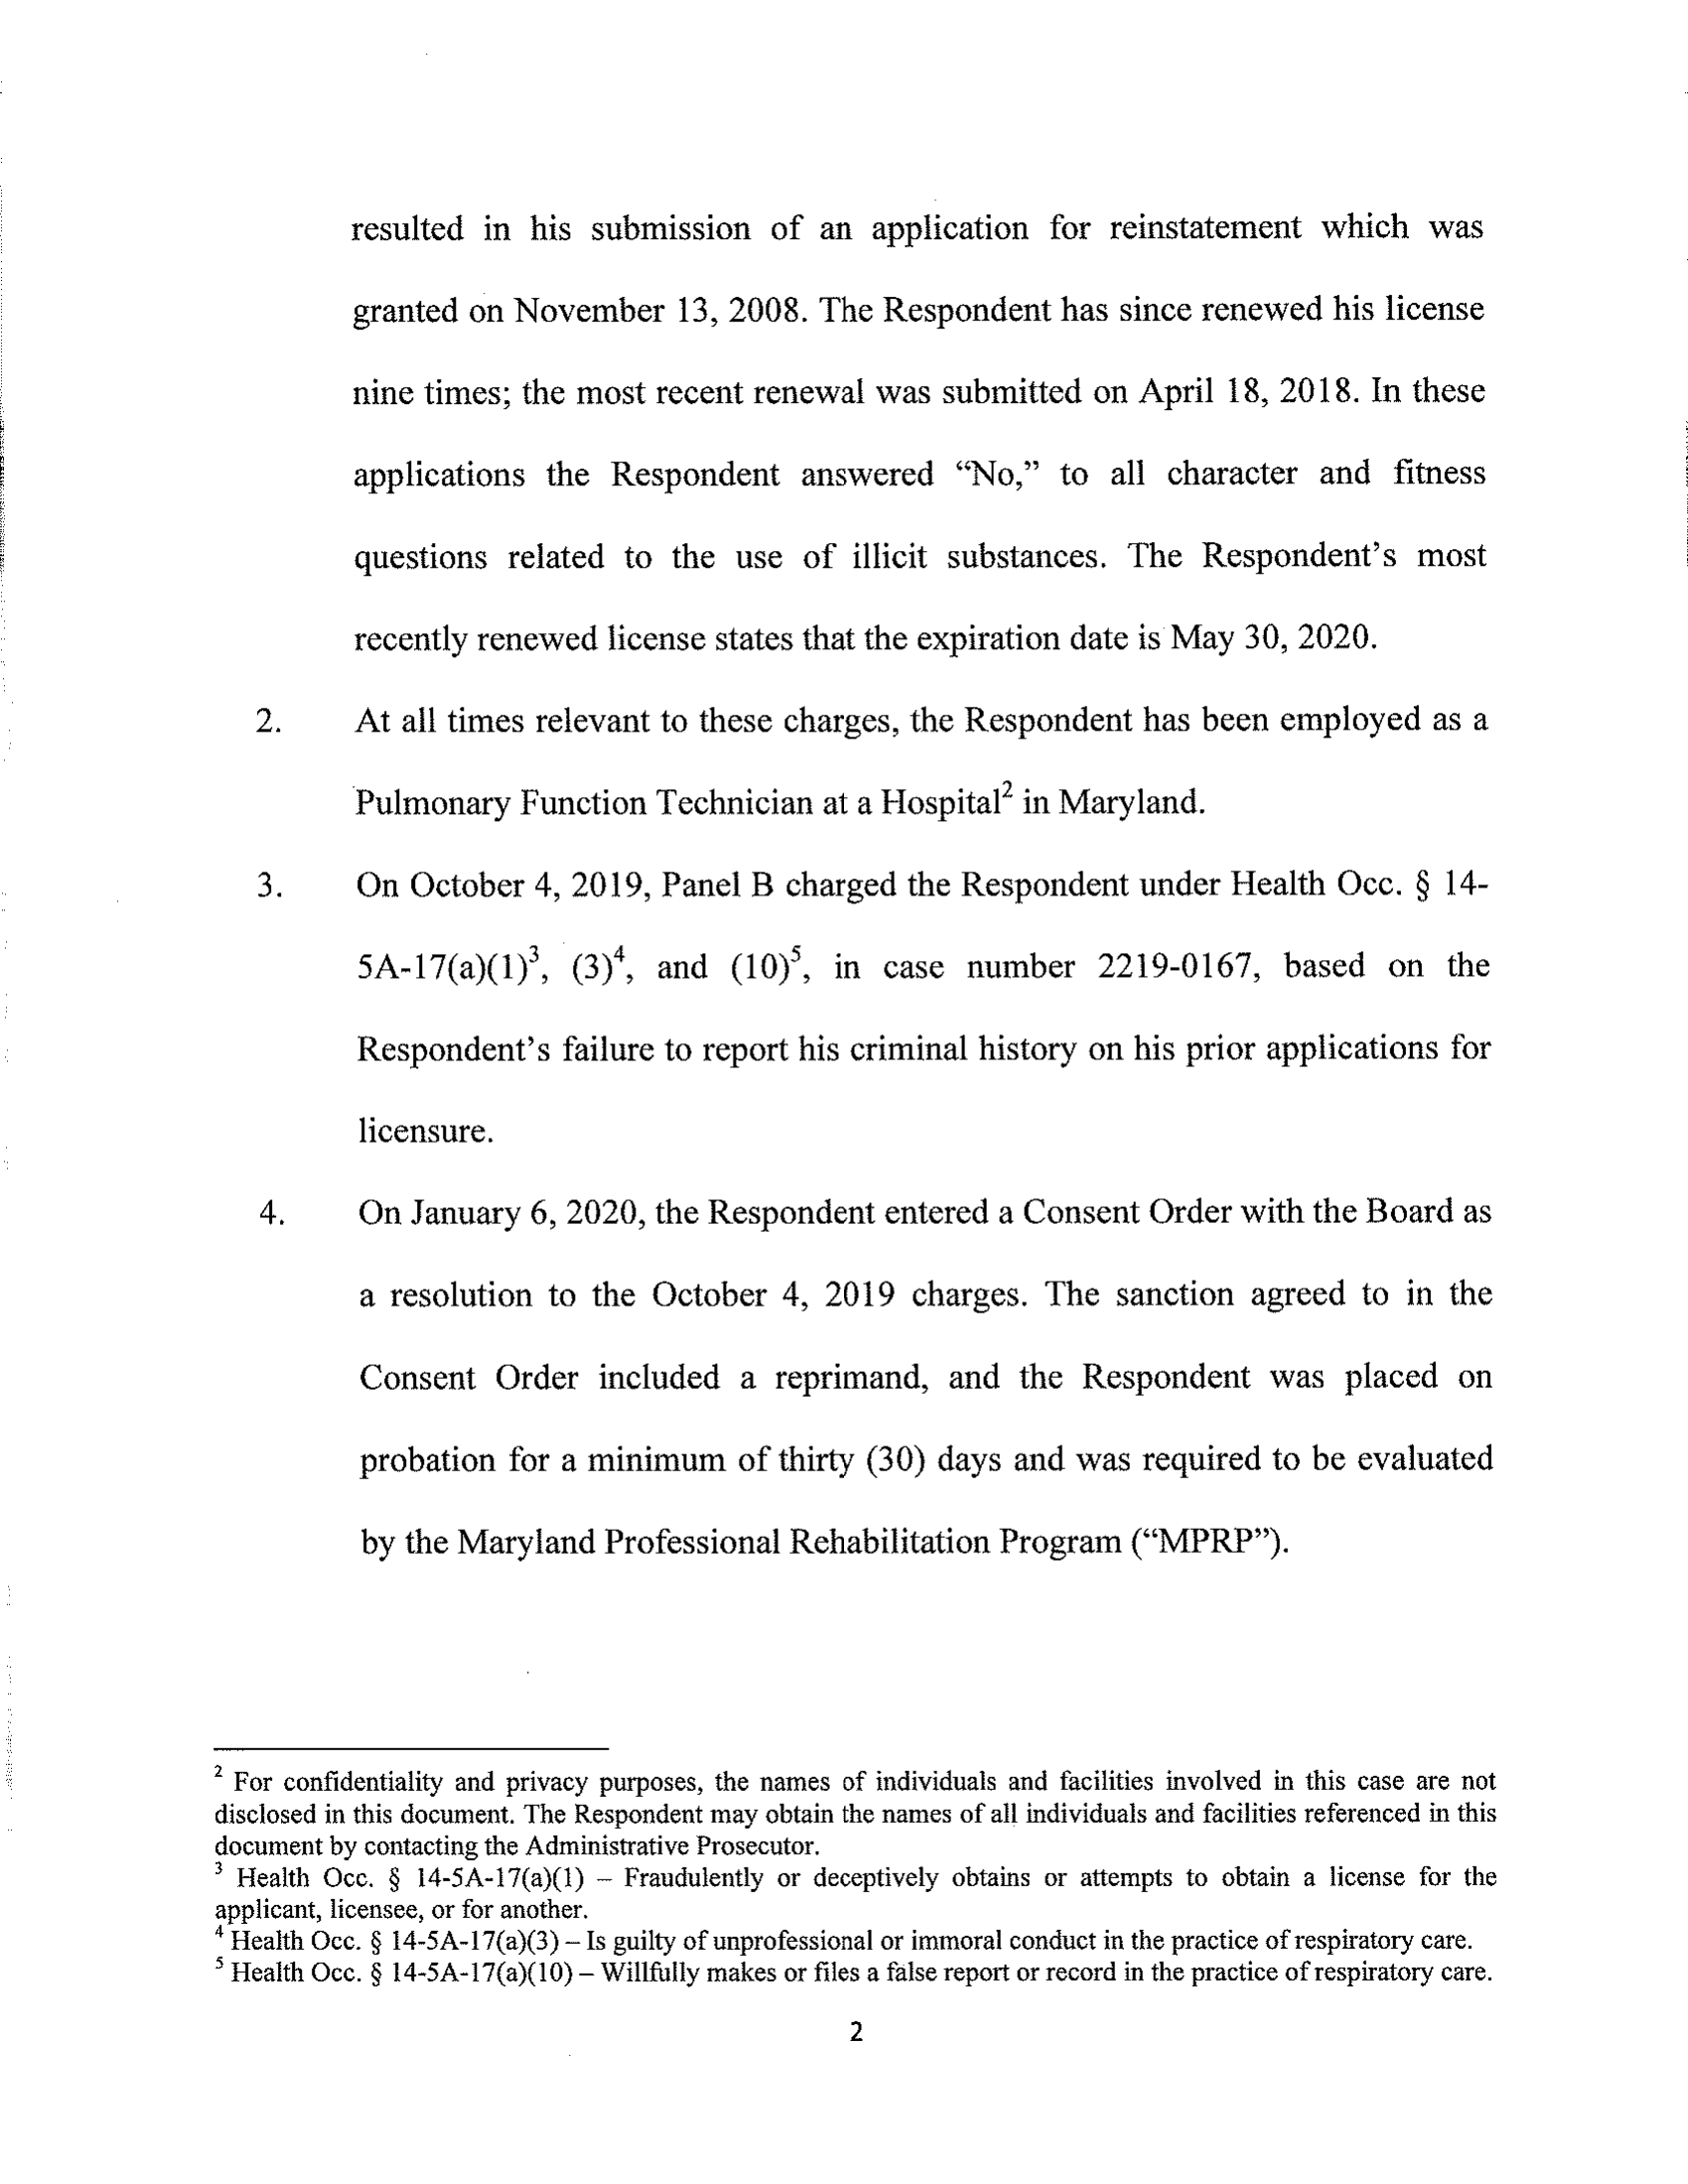 resulted in his submission of an application for reinstatement which was
granted on November 13, 2008. The Respondent has since renewed his license
nine times; the most recent renewal was submitted on April 18, 2018. In these
applications the Respondent answered “No,” to all character and fitness
questions related to the use of illicit substances. The Respondent’s most
recently renewed license states that the expiration date is May 30, 2020.
2. At all times relevant to these charges, the Respondent has been employed as a
Pulmonary Function Technician at a Hospital² in Maryland.
3. On October 4, 2019, Panel B charged the Respondent under Health Occ. § 14-
5A-17(a)(1)³, (3)⁴, and (10)⁵, in case number 2219-0167, based on the
Respondent’s failure to report his criminal history on his prior applications for
licensure.
4. On January 6, 2020, the Respondent entered a Consent Order with the Board as
a resolution to the October 4, 2019 charges. The sanction agreed to in the
Consent Order included a reprimand, and the Respondent was placed on
probation for a minimum of thirty (30) days and was required to be evaluated
by the Maryland Professional Rehabilitation Program (“MPRP”).
² For confidentiality and privacy purposes, the names of individuals and facilities involved in this case are not
disclosed in this document. The Respondent may obtain the names of all individuals and facilities referenced in this
document by contacting the Administrative Prosecutor.
³ Health Occ. § 14-5A-17(a)(1) – Fraudulently or deceptively obtains or attempts to obtain a license for the
applicant, licensee, or for another.
⁴ Health Occ. § 14-5A-17(a)(3) – Is guilty of unprofessional or immoral conduct in the practice of respiratory care.
⁵ Health Occ. § 14-5A-17(a)(10) – Willfully makes or files a false report or record in the practice of respiratory care.
2